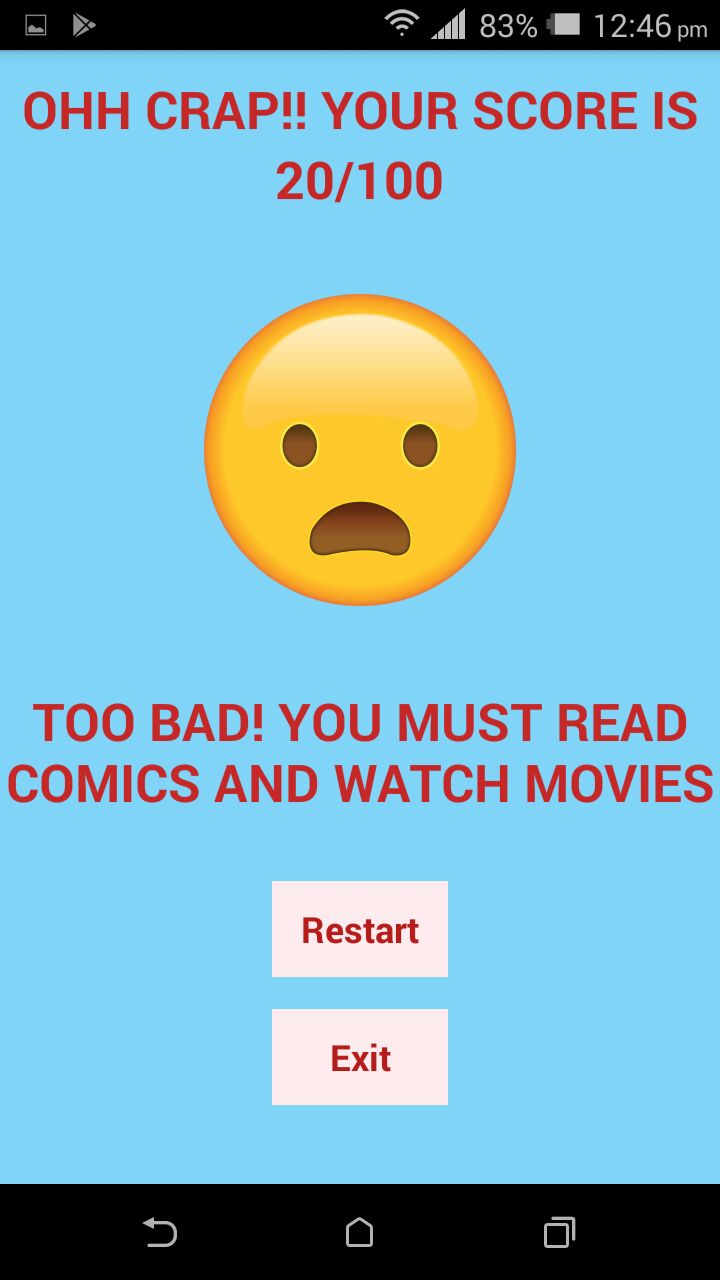 83% 12:46 pm
OHH CRAP!! YOUR SCORE IS
20/100
TOO BAD! YOU MUST READ
COMICS AND WATCH MOVIES
Restart
Exit